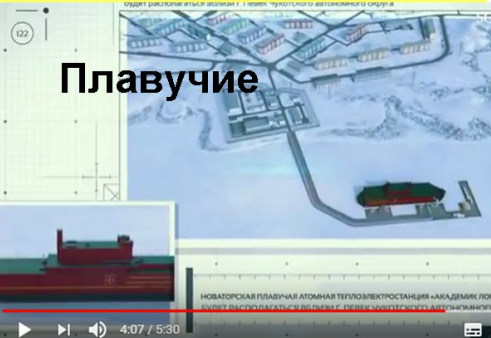 будет располагаться вблизи г. Певек Чукотского автономного округа
122
Плавучие
НОВАТОРСКАЯ ПЛАВУЧАЯ АТОМНАЯ ТЕПЛОЭЛЕКТРОСТАНЦИЯ «АКАДЕМИК ЛО
БУДЕТ РАСПОЛАГАТЬСЯ ВБЛИЗИ Г. ПЕВЕК ЧУКОТСКОГО АВТОНОМНОГО
4:07 / 5:30